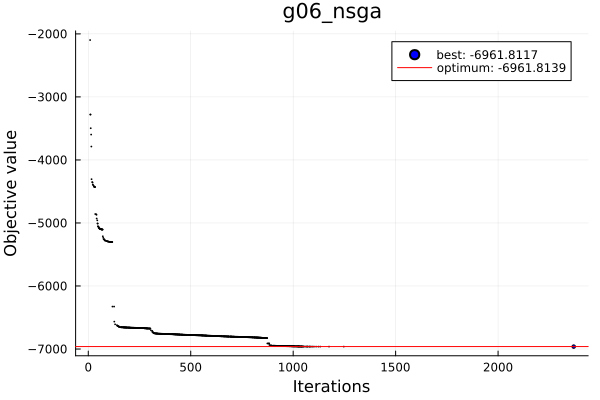 g06_nsga
best: -6961.8117
optimum: -6961.8139
Objective value
−2000
−3000
−4000
−5000
−6000
−7000
0
500
1000
1500
2000
Iterations